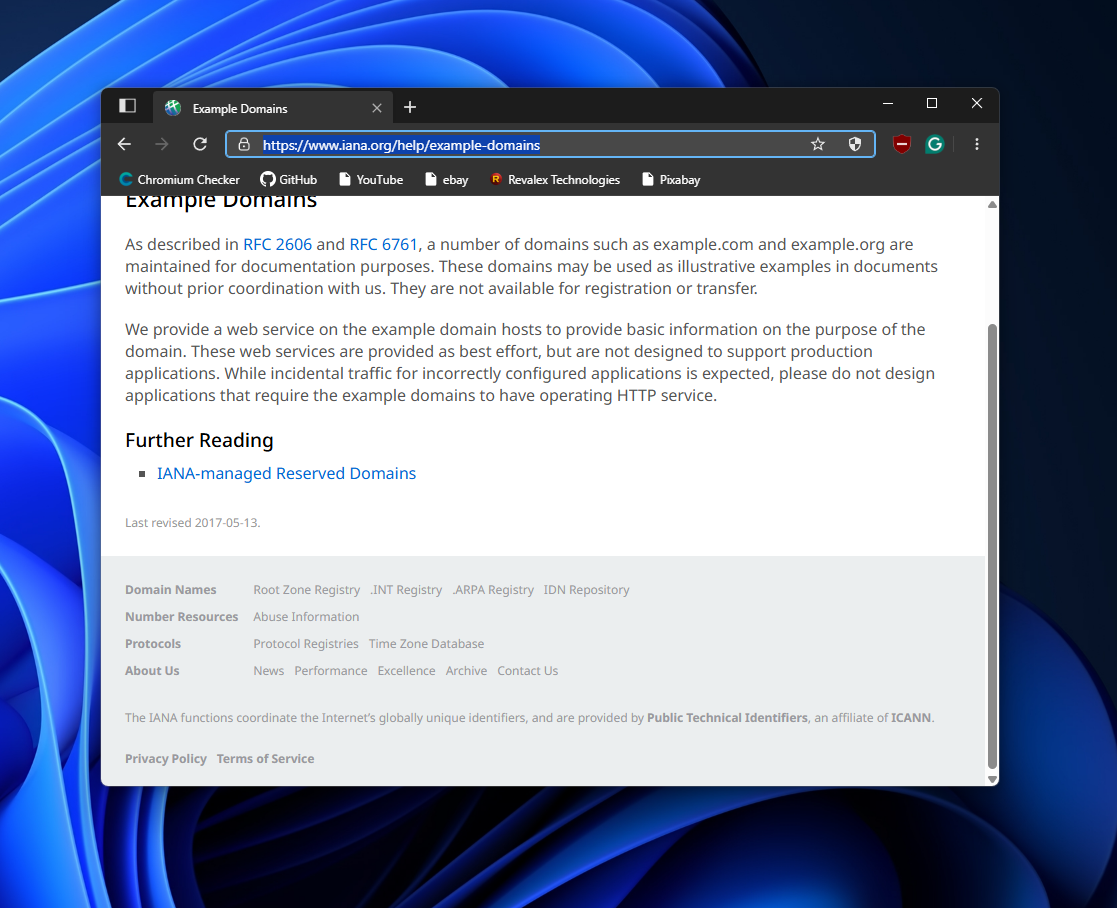 Example Domains
https://www.iana.org/help/example-domains
Chromium Checker GitHub YouTube ebay Revalex Technologies Pixabay
Example Domains
As described in RFC 2606 and RFC 6761, a number of domains such as example.com and example.org are
maintained for documentation purposes. These domains may be used as illustrative examples in documents
without prior coordination with us. They are not available for registration or transfer.
We provide a web service on the example domain hosts to provide basic information on the purpose of the
domain. These web services are provided as best effort, but are not designed to support production
applications. While incidental traffic for incorrectly configured applications is expected, please do not design
applications that require the example domains to have operating HTTP service.
Further Reading
IANA-managed Reserved Domains
Last revised 2017-05-13.
Domain Names Root Zone Registry .INT Registry .ARPA Registry IDN Repository
Number Resources Abuse Information
Protocols Protocol Registries Time Zone Database
About Us News Performance Excellence Archive Contact Us
The IANA functions coordinate the Internet's globally unique identifiers, and are provided by Public Technical Identifiers, an affiliate of ICANN.
Privacy Policy Terms of Service